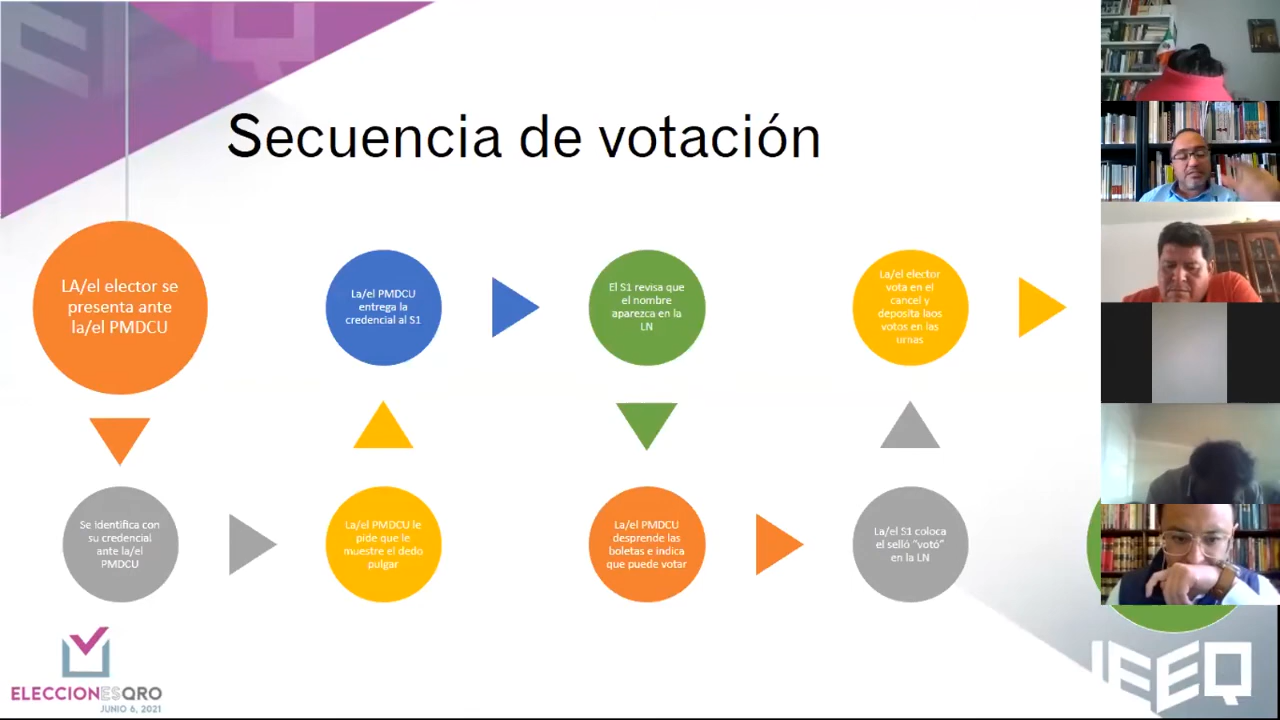 Secuencia de votación
LA/el elector se
presenta ante
la/el PMDCU
Se identifica con
su credencial
ante la/el
PMDCU
La/el PMDCU le
pide que le
muestre el dedo
pulgar
La/el PMDCU
entrega la
credencial al S1
El S1 revisa que
el nombre
aparezca en la
LN
La/el PMDCU
desprende las
boletas e indica
que puede votar
La/el S1 coloca
el selló "votó"
en la LN
La/el elector
vota en el
cancel y
deposita laos
votos en las
urnas
ELECCIONESQRO
JUNIO 6, 2021
IEEQ